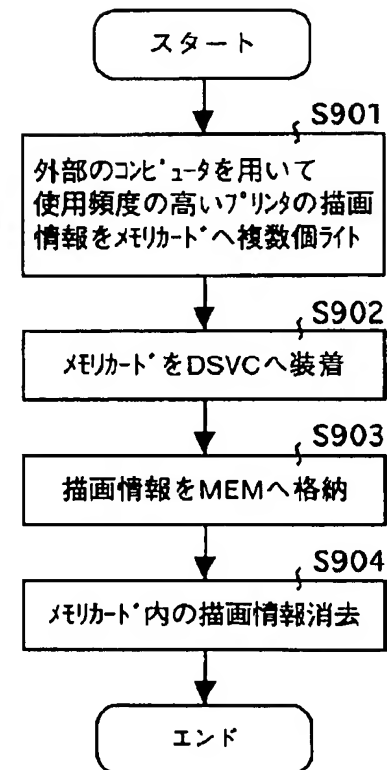 スタート
S901
外部のコンピュータを用いて
使用頻度の高いプリンタの描画
情報をメモリカードへ複数個ライト
S902
メモリカードをDSVCへ装着
S903
描画情報をMEMへ格納
S904
メモリカード内の描画情報消去
エンド